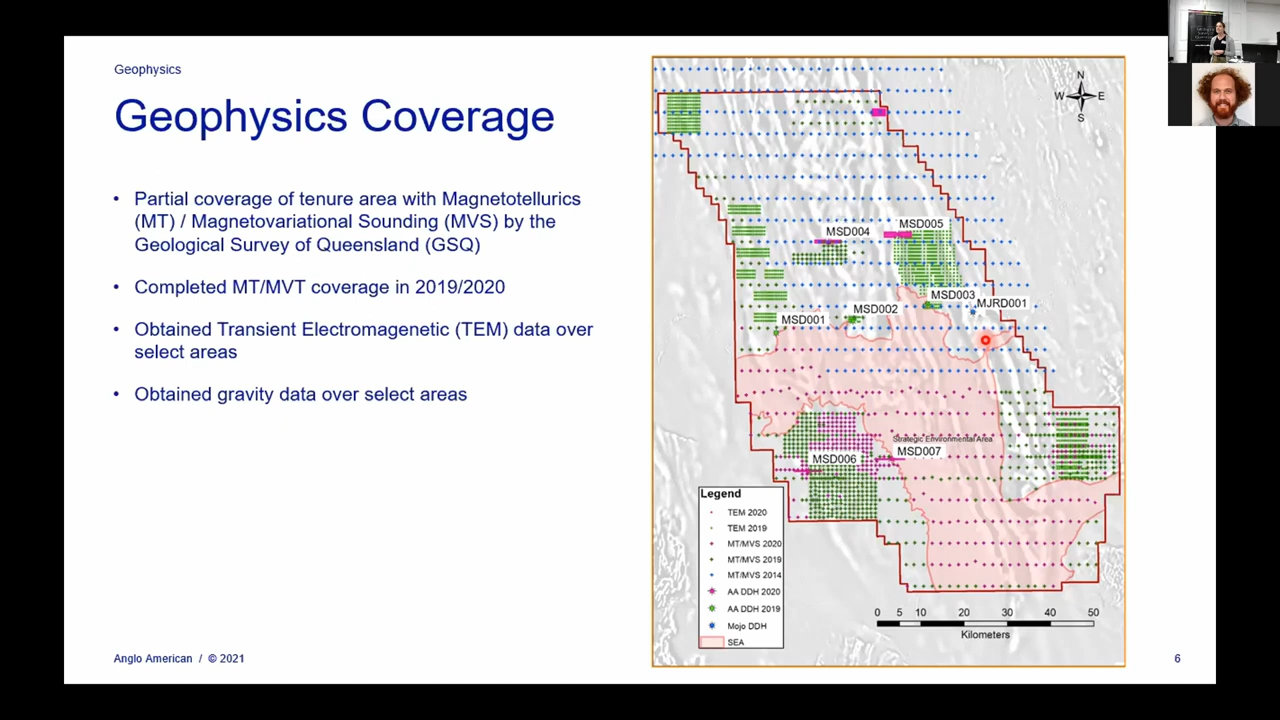 Geophysics
Geophysics Coverage
• Partial coverage of tenure area with Magnetotellurics
(MT) / Magnetovariational Sounding (MVS) by the
Geological Survey of Queensland (GSQ)
• Completed MT/MVT coverage in 2019/2020
• Obtained Transient Electromagenetic (TEM) data over
select areas
• Obtained gravity data over select areas
N
W E
S
MSD004
MSD005
MSD003
MJRD001
MSD002
MSD001
Strategic Environmental Area
MSD007
MSD006
Legend
TEM 2020
TEM 2019
MT/MVS 2020
MT/MVS 2019
MT/MVS 2014
AA DDH 2020
AA DDH 2019
Mojo DDH
SEA
0 5 10 20 30 40 50
Kilometers
Anglo American / © 2021
6